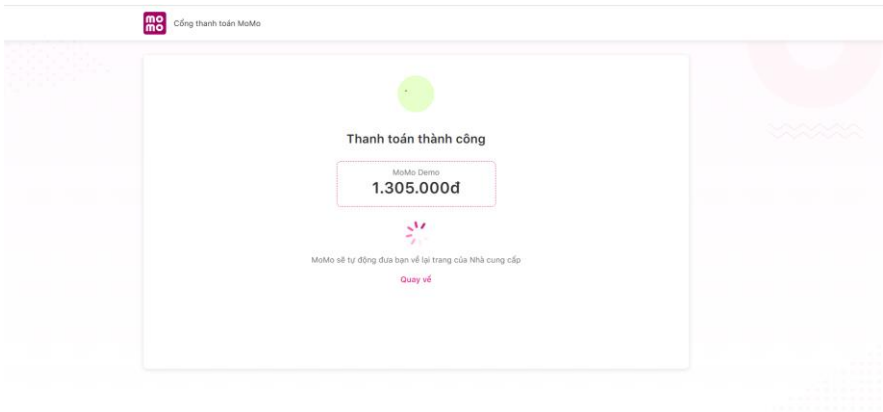 mo
mo
Cổng thanh toán MoMo
Thanh toán thành công
MoMo Demo
1.305.000đ
MoMo sẽ tự động đưa bạn về lại trang của Nhà cung cấp
Quay về